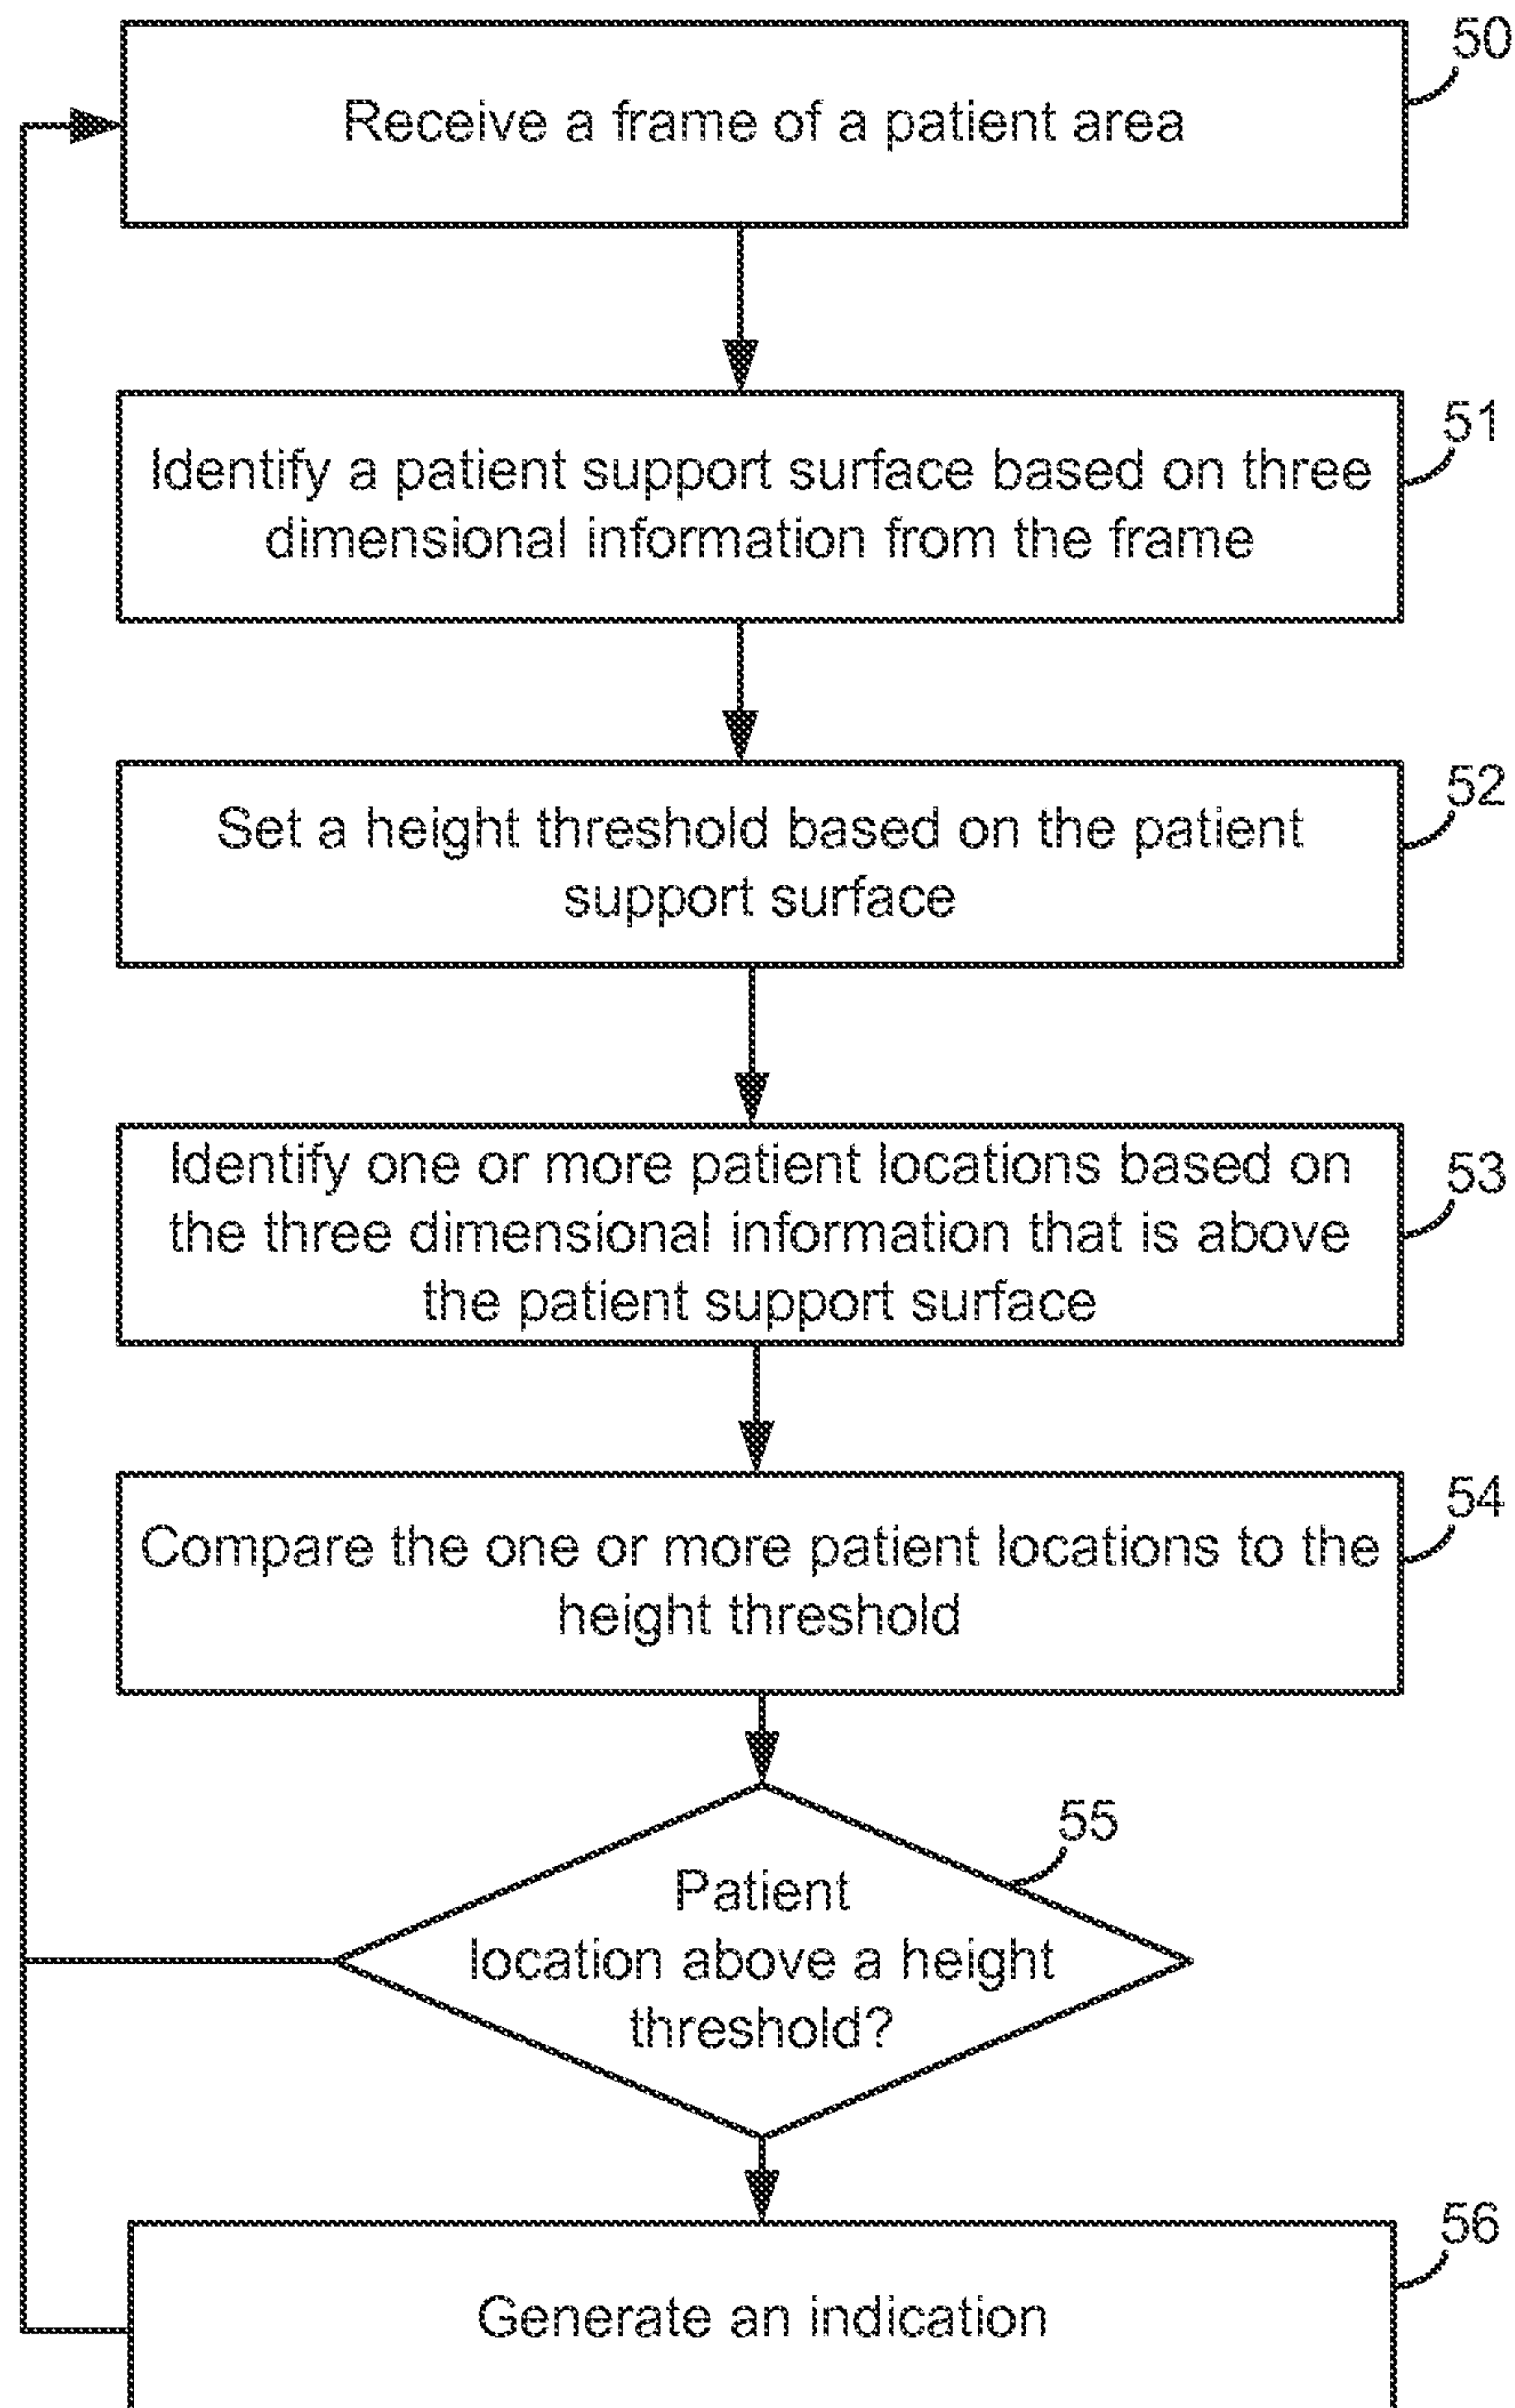 50
Receive a frame of a patient area
51
Identify a patient support surface based on three
dimensional information from the frame
52
Set a height threshold based on the patient
support surface
53
Identify one or more patient locations based on
the three dimensional information that is above
the patient support surface
54
Compare the one or more patient locations to the
height threshold
55
Patient
location above a height
threshold?
56
Generate an indication